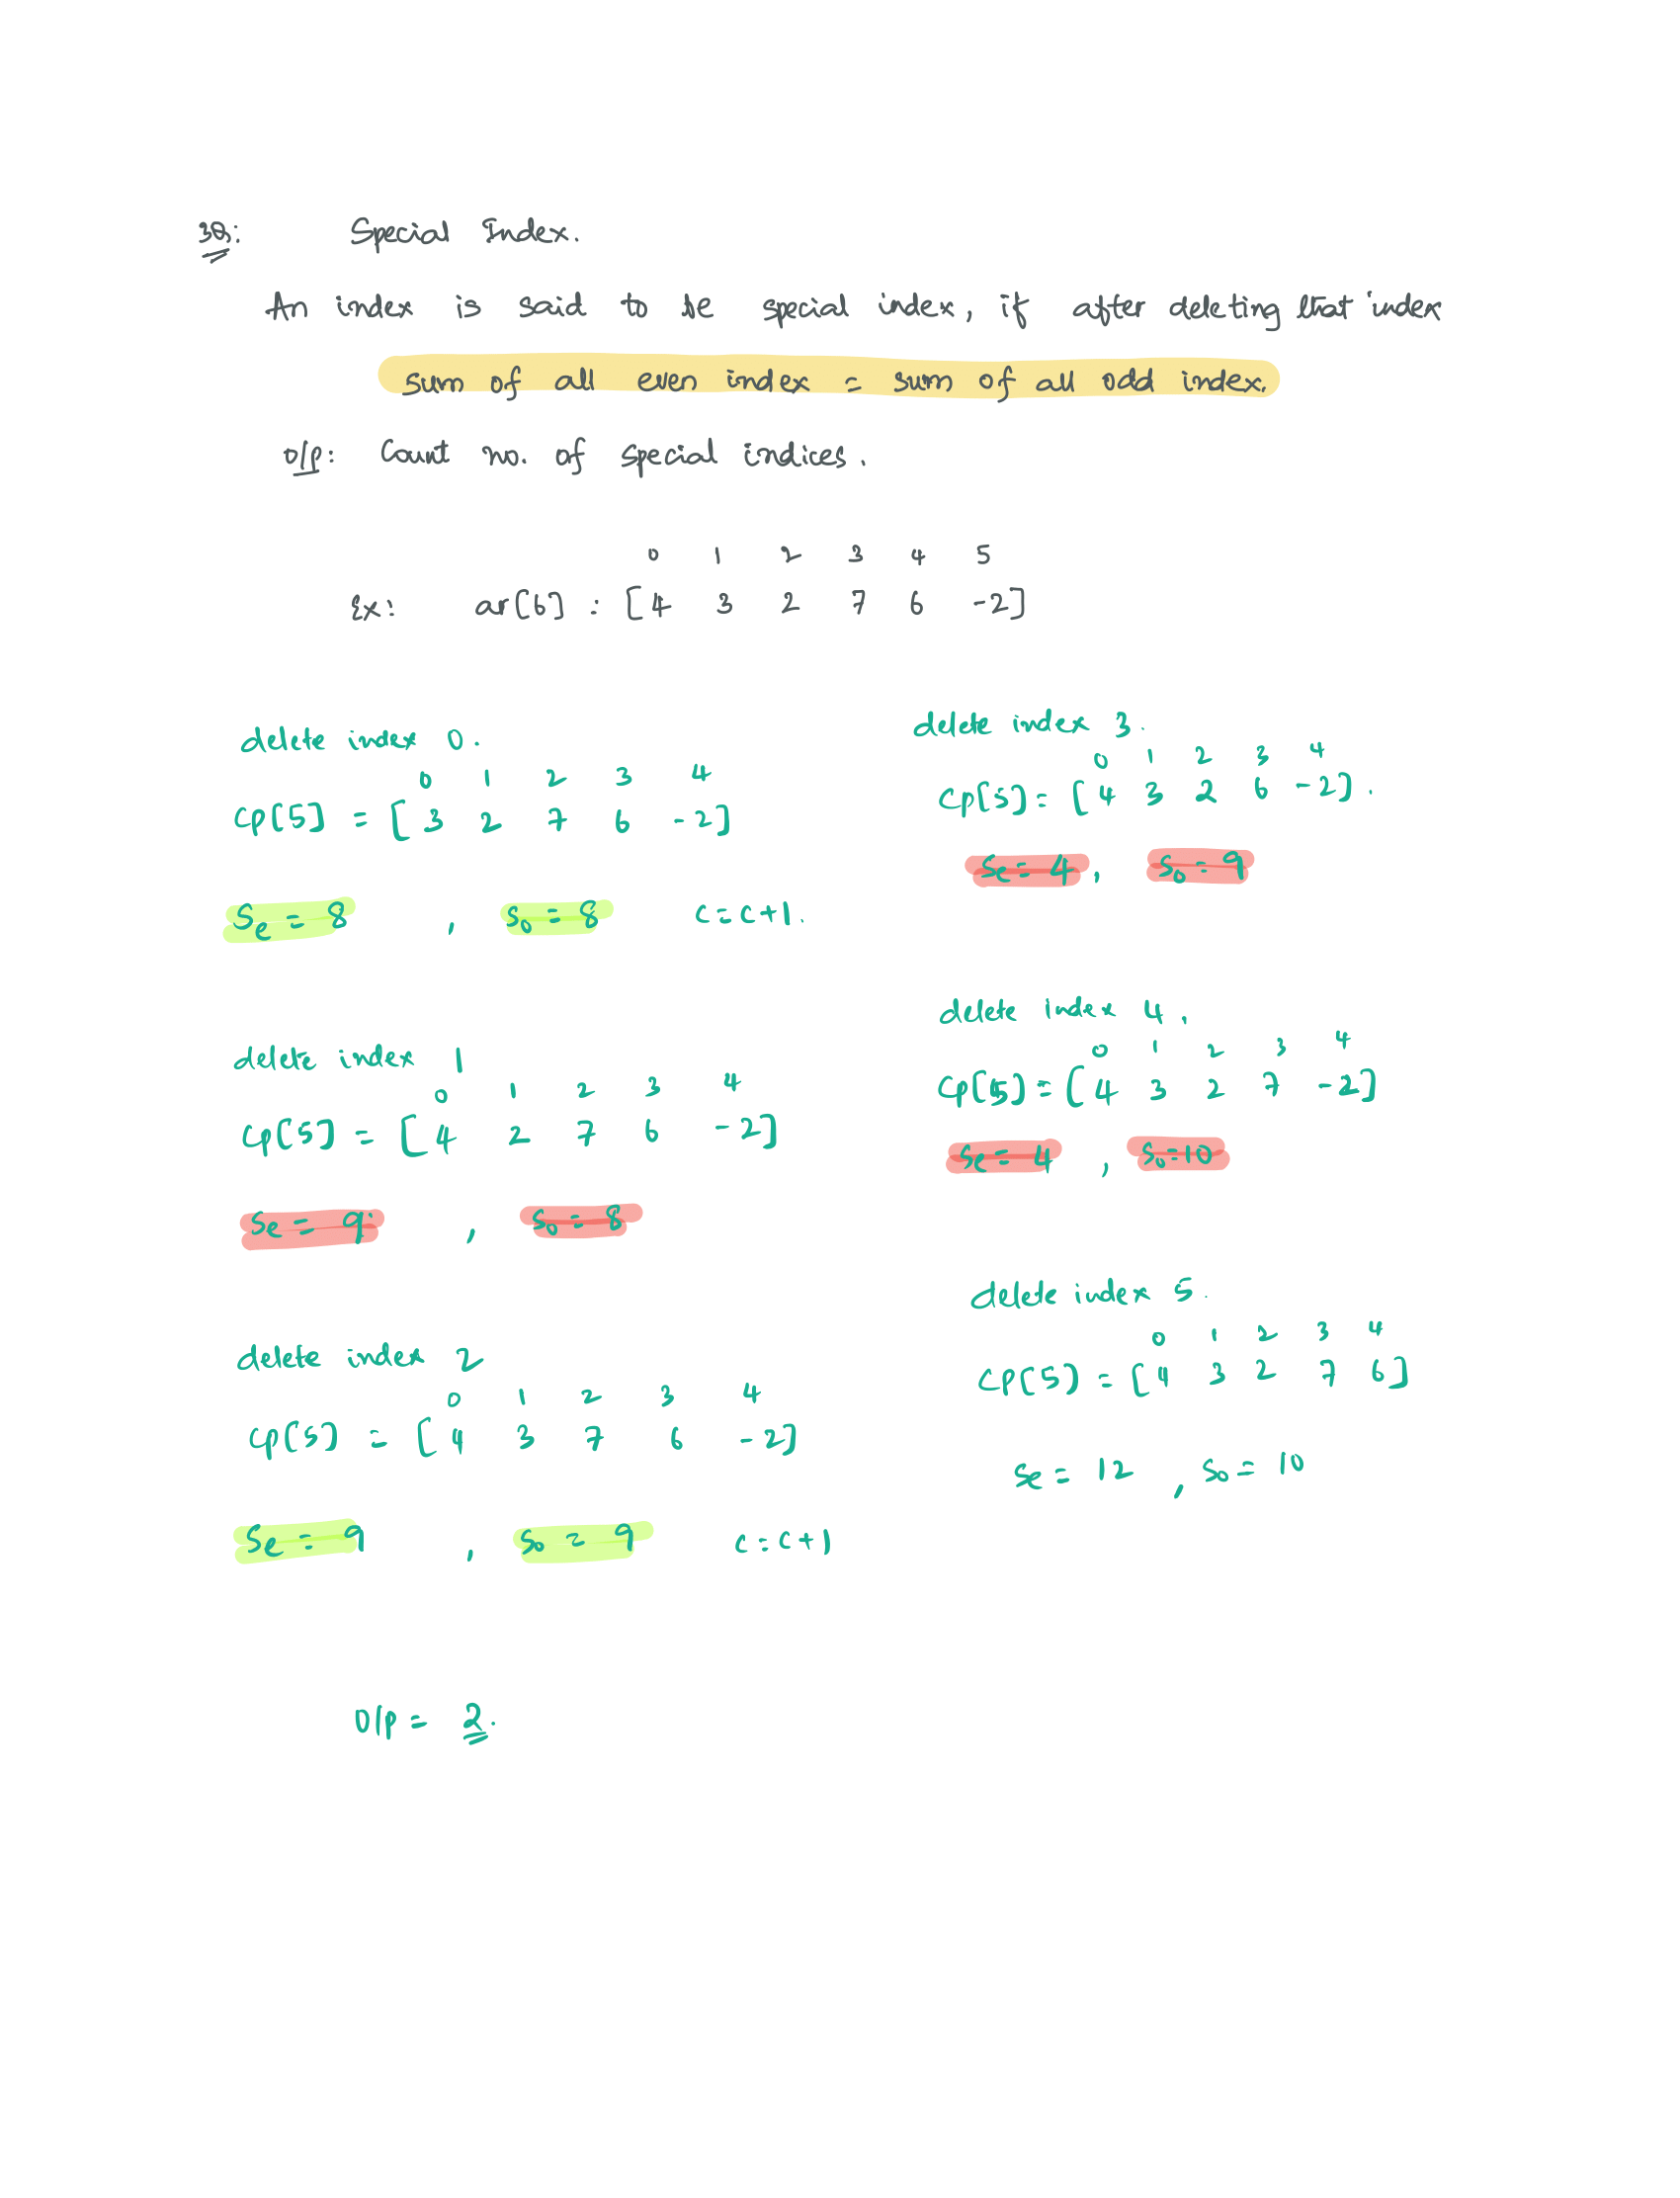 3Q: Special Index.
An index is said to be special index, if after deleting that index
sum of all even index = sum of all odd index.
o/p: Count no. of special indices.
0 1 2 3 4 5
Ex: ar[6] : [4 3 2 7 6 -2]
delete index 0.
0 1 2 3 4
cp[5] = [3 2 7 6 -2]
Se = 8 , So = 8 c=c+1.
delete index 1
0 1 2 3 4
cp[5] = [4 2 7 6 -2]
Se = 9 , So = 8
delete index 2
0 1 2 3 4
cp[5] = [4 3 7 6 -2]
Se = 9 , So = 9 c=c+1
delete index 3.
0 1 2 3 4
cp[5] = [4 3 2 6 -2].
Se = 4 , So = 9
delete index 4.
0 1 2 3 4
cp[5] = [4 3 2 7 -2]
Se = 4 , So=10
delete index 5.
0 1 2 3 4
cp[5] = [4 3 2 7 6]
Se = 12 , So = 10
O/p = 2.